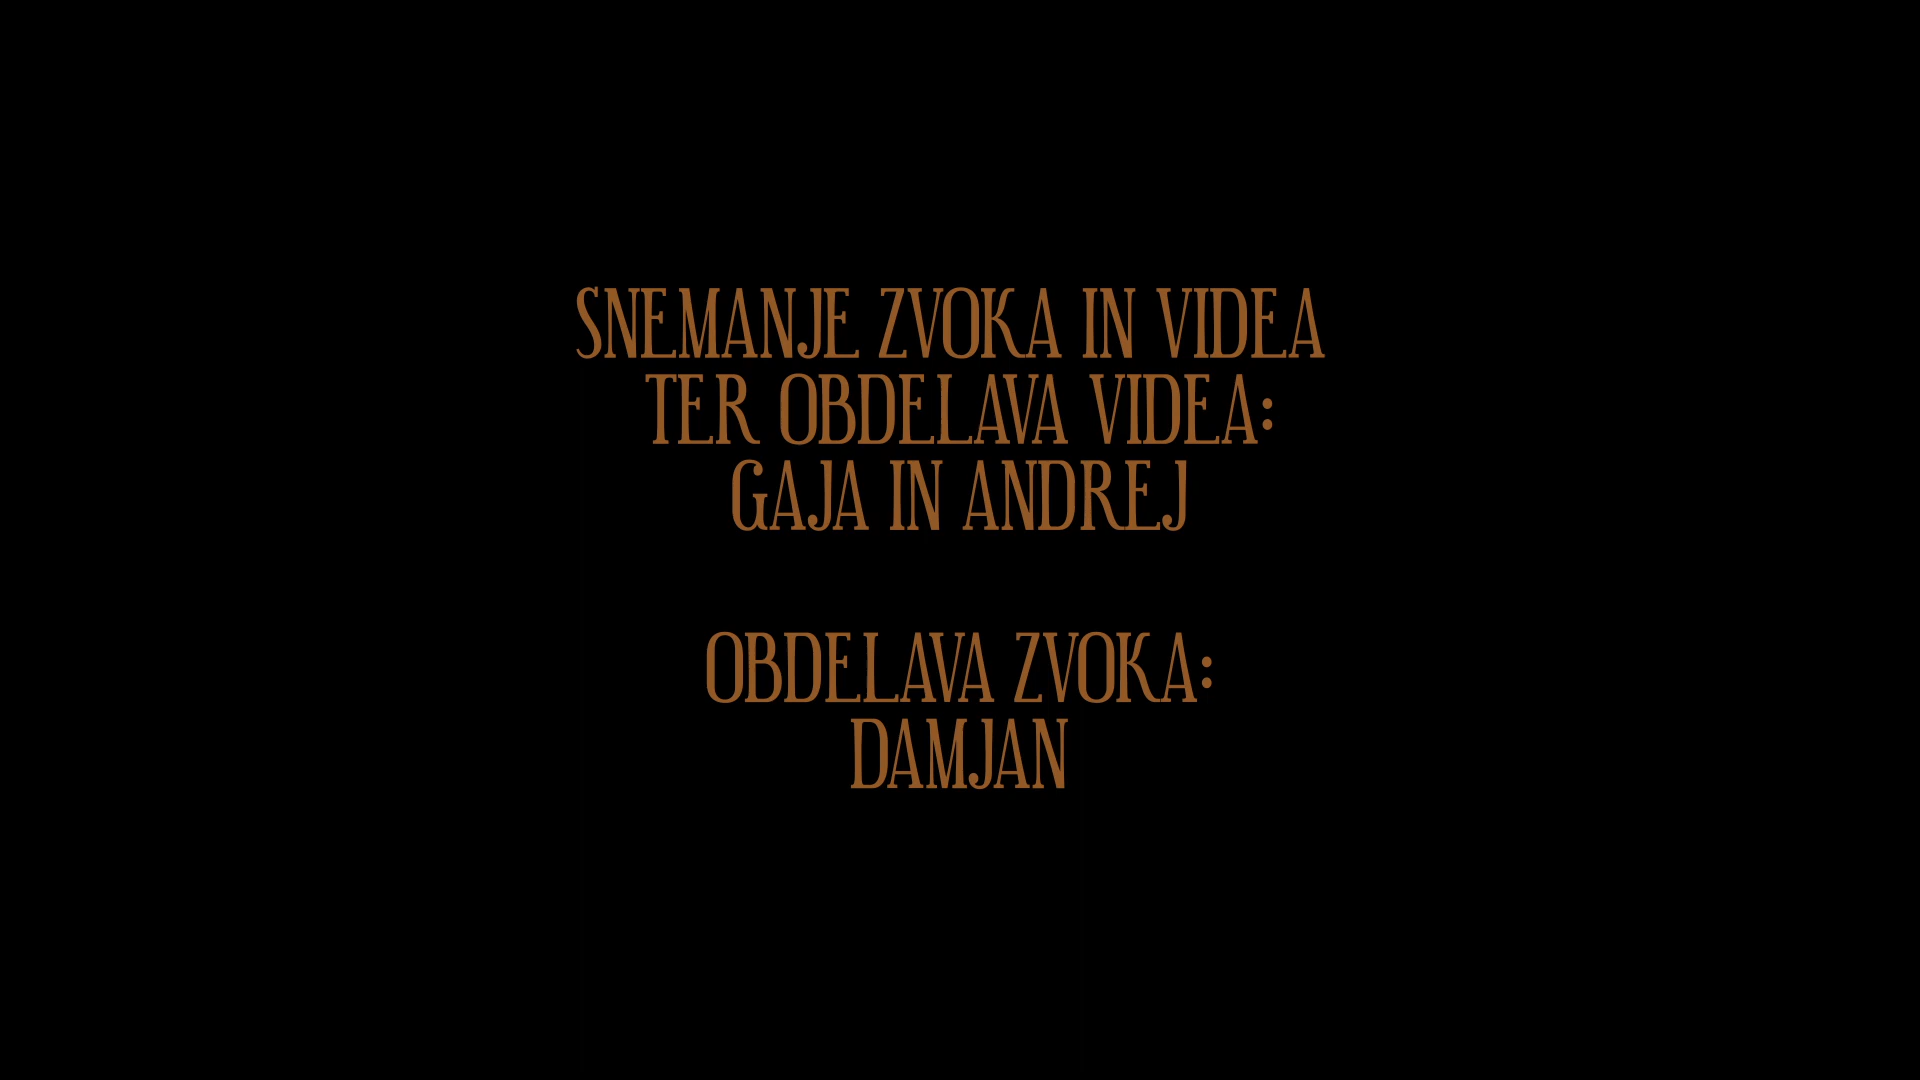 SNEMANJE ZVOKA IN VIDEA
TER OBDELAVA VIDEA:
GAJA IN ANDREJ
OBDELAVA ZVOKA:
DAMJAN